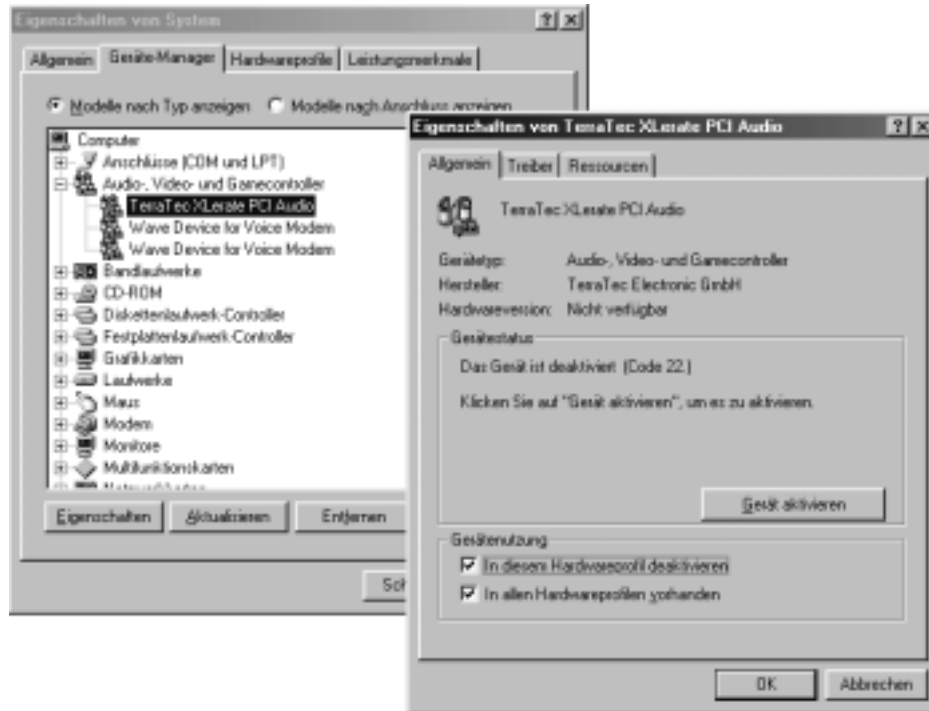 Eigenschaften von System
Allgemein Geräte-Manager Hardwareprofile Leistungsmerkmale
Modelle nach Typ anzeigen Modelle nach Anschluss anzeigen
Computer
Anschlüsse (COM und LPT)
Audio-, Video- und Gamecontroller
TerraTec XLerate PCI Audio
Wave Device for Voice Modem
Wave Device for Voice Modem
Bandlaufwerke
CD-ROM
Diskettenlaufwerk-Controller
Festplattenlaufwerk-Controller
Grafikkarten
Laufwerke
Maus
Modem
Monitore
Multifunktionskarten
Eigenschaften Aktualisieren Entfernen
Eigenschaften von TerraTec XLerate PCI Audio
Allgemein Treiber Ressourcen
TerraTec XLerate PCI Audio
Gerätetyp: Audio-, Video- und Gamecontroller
Hersteller: TerraTec Electronic GmbH
Hardwareversion: Nicht verfügbar
Gerätestatus
Das Gerät ist deaktiviert (Code 22.)
Klicken Sie auf "Gerät aktivieren", um es zu aktivieren.
Gerät aktivieren
Gerätenutzung
In diesem Hardwareprofil deaktivieren
In allen Hardwareprofilen vorhanden
OK Abbrechen